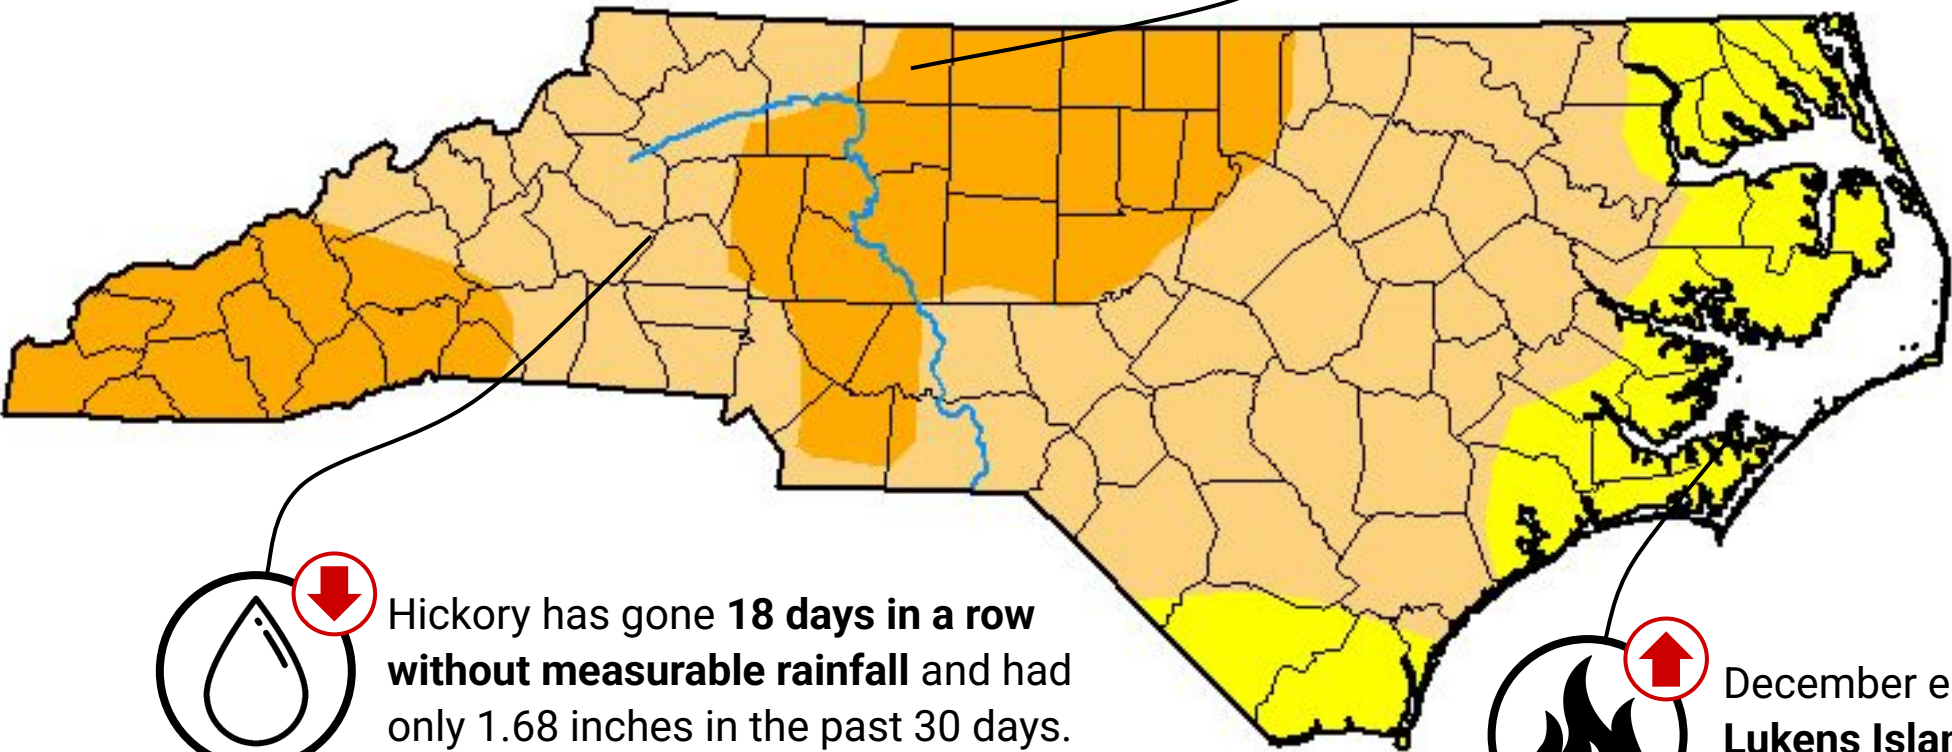 Hickory has gone 18 days in a row
without measurable rainfall and had
only 1.68 inches in the past 30 days.
December
Lukens